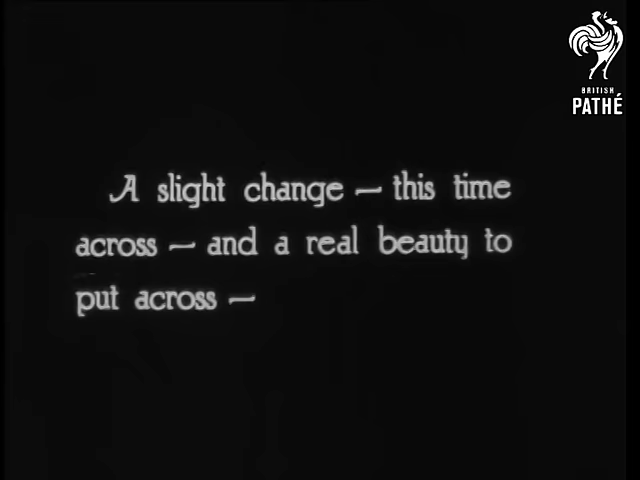 BRITISH
PATHÉ
A slight change — this time
across — and a real beauty to
put across —